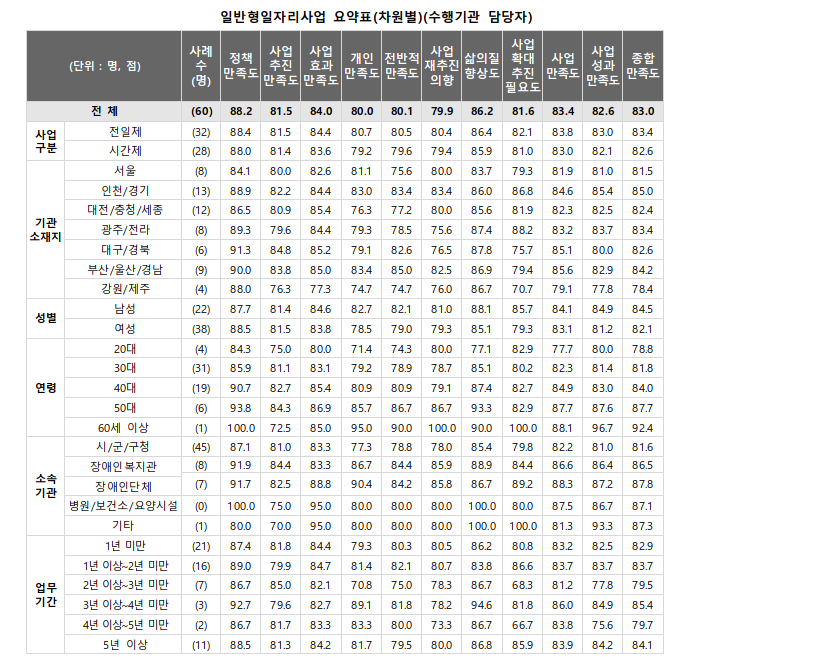 일반형일자리사업 요약표(차원별)(수행기관 담당자)
(단위 : 명, 점) 사례수(명) 정책만족도 사업추진만족도 사업효과만족도 개인만족도 전반적만족도 사업재추진의향 삶의질향상도 사업확대추진필요도 사업만족도 사업성과만족도 종합만족도
전 체 (60) 88.2 81.5 84.0 80.0 80.1 79.9 86.2 81.6 83.4 82.6 83.0
사업구분 전일제 (32) 88.4 81.5 84.4 80.7 80.5 80.4 86.4 82.1 83.8 83.0 83.4
시간제 (28) 88.0 81.4 83.6 79.2 79.6 79.4 85.9 81.0 83.0 82.1 82.6
기관소재지 서울 (8) 84.1 80.0 82.6 81.1 75.6 80.0 83.7 79.3 81.9 81.0 81.5
인천/경기 (13) 88.9 82.2 84.4 83.0 83.4 83.4 86.0 86.8 84.6 85.4 85.0
대전/충청/세종 (12) 86.5 80.9 85.4 76.3 77.2 80.0 85.6 81.9 82.3 82.5 82.4
광주/전라 (8) 89.3 79.6 84.4 79.3 78.5 75.6 87.4 88.2 83.2 83.7 83.4
대구/경북 (6) 91.3 84.8 85.2 79.1 82.6 76.5 87.8 75.7 85.1 80.0 82.6
부산/울산/경남 (9) 90.0 83.8 85.0 83.4 85.0 82.5 86.9 79.4 85.6 82.9 84.2
강원/제주 (4) 88.0 76.3 77.3 74.7 74.7 76.0 86.7 70.7 79.1 77.8 78.4
성별 남성 (22) 87.7 81.4 84.6 82.7 82.1 81.0 88.1 85.7 84.1 84.9 84.5
여성 (38) 88.5 81.5 83.8 78.5 79.0 79.3 85.1 79.3 83.1 81.2 82.1
연령 20대 (4) 84.3 75.0 80.0 71.4 74.3 80.0 77.1 82.9 77.7 80.0 78.8
30대 (31) 85.9 81.1 83.1 79.2 78.9 78.7 85.1 80.2 82.3 81.4 81.8
40대 (19) 90.7 82.7 85.4 80.9 80.9 79.1 87.4 82.7 84.9 83.0 84.0
50대 (6) 93.8 84.3 86.9 85.7 86.7 86.7 93.3 82.9 87.7 87.6 87.7
60세 이상 (1) 100.0 72.5 85.0 95.0 90.0 100.0 90.0 100.0 88.1 96.7 92.4
소속기관 시/군/구청 (45) 87.1 81.0 83.3 77.3 78.8 78.0 85.4 79.8 82.2 81.0 81.6
장애인복지관 (8) 91.9 84.4 83.3 86.7 84.4 85.9 88.9 84.4 86.6 86.4 86.5
장애인단체 (7) 91.7 82.5 88.8 90.4 84.2 85.8 86.7 89.2 88.3 87.2 87.8
병원/보건소/요양시설 (0) 100.0 75.0 95.0 80.0 80.0 80.0 100.0 80.0 87.5 86.7 87.1
기타 (1) 80.0 70.0 95.0 80.0 80.0 80.0 100.0 100.0 81.3 93.3 87.3
업무기간 1년 미만 (21) 87.4 81.8 84.4 79.3 80.3 80.5 86.2 80.8 83.2 82.5 82.9
1년 이상~2년 미만 (16) 89.0 79.9 84.7 81.4 82.1 80.7 83.8 86.6 83.7 83.7 83.7
2년 이상~3년 미만 (7) 86.7 85.0 82.1 70.8 75.0 78.3 86.7 68.3 81.2 77.8 79.5
3년 이상~4년 미만 (3) 92.7 79.6 82.7 89.1 81.8 78.2 94.6 81.8 86.0 84.9 85.4
4년 이상~5년 미만 (2) 86.7 81.7 83.3 83.3 80.0 73.3 86.7 66.7 83.8 75.6 79.7
5년 이상 (11) 88.5 81.3 84.2 81.7 79.5 80.0 86.8 85.9 83.9 84.2 84.1